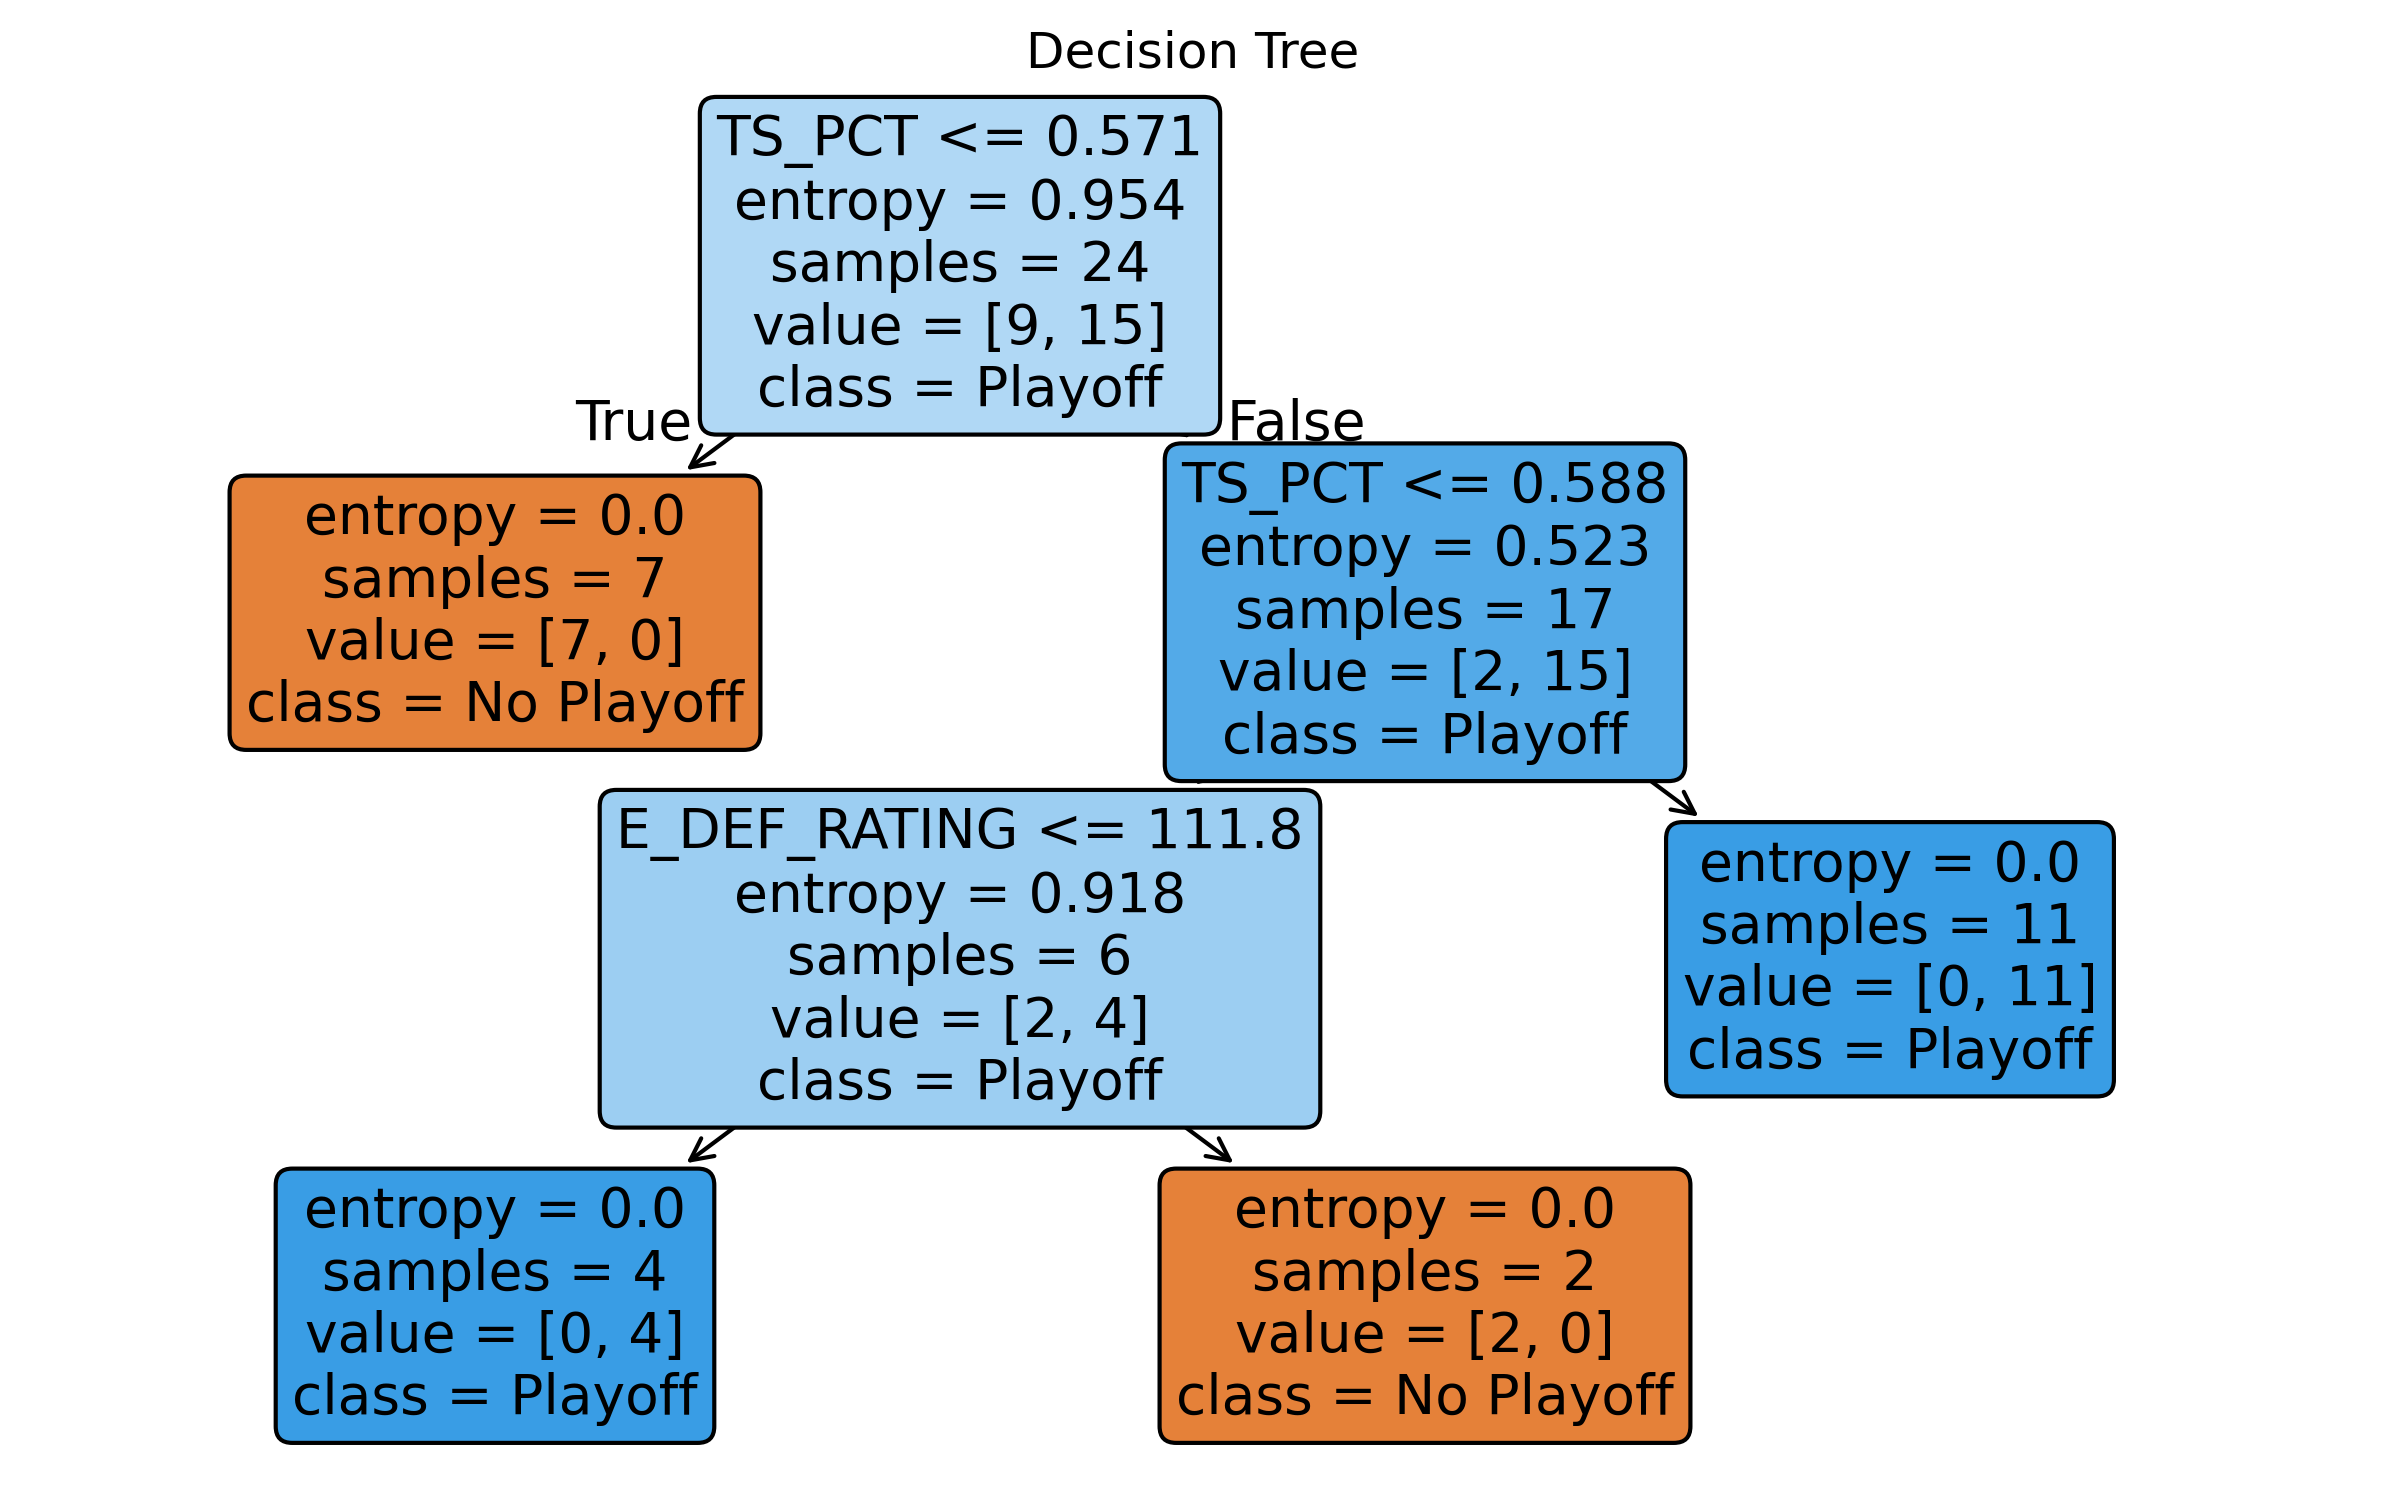 Decision Tree
TS_PCT <= 0.571
entropy = 0.954
samples = 24
value = [9, 15]
class = Playoff
True
False
entropy = 0.0
samples = 7
value = [7, 0]
class = No Playoff
TS_PCT <= 0.588
entropy = 0.523
samples = 17
value = [2, 15]
class = Playoff
E_DEF_RATING <= 111.8
entropy = 0.918
samples = 6
value = [2, 4]
class = Playoff
entropy = 0.0
samples = 11
value = [0, 11]
class = Playoff
entropy = 0.0
samples = 4
value = [0, 4]
class = Playoff
entropy = 0.0
samples = 2
value = [2, 0]
class = No Playoff